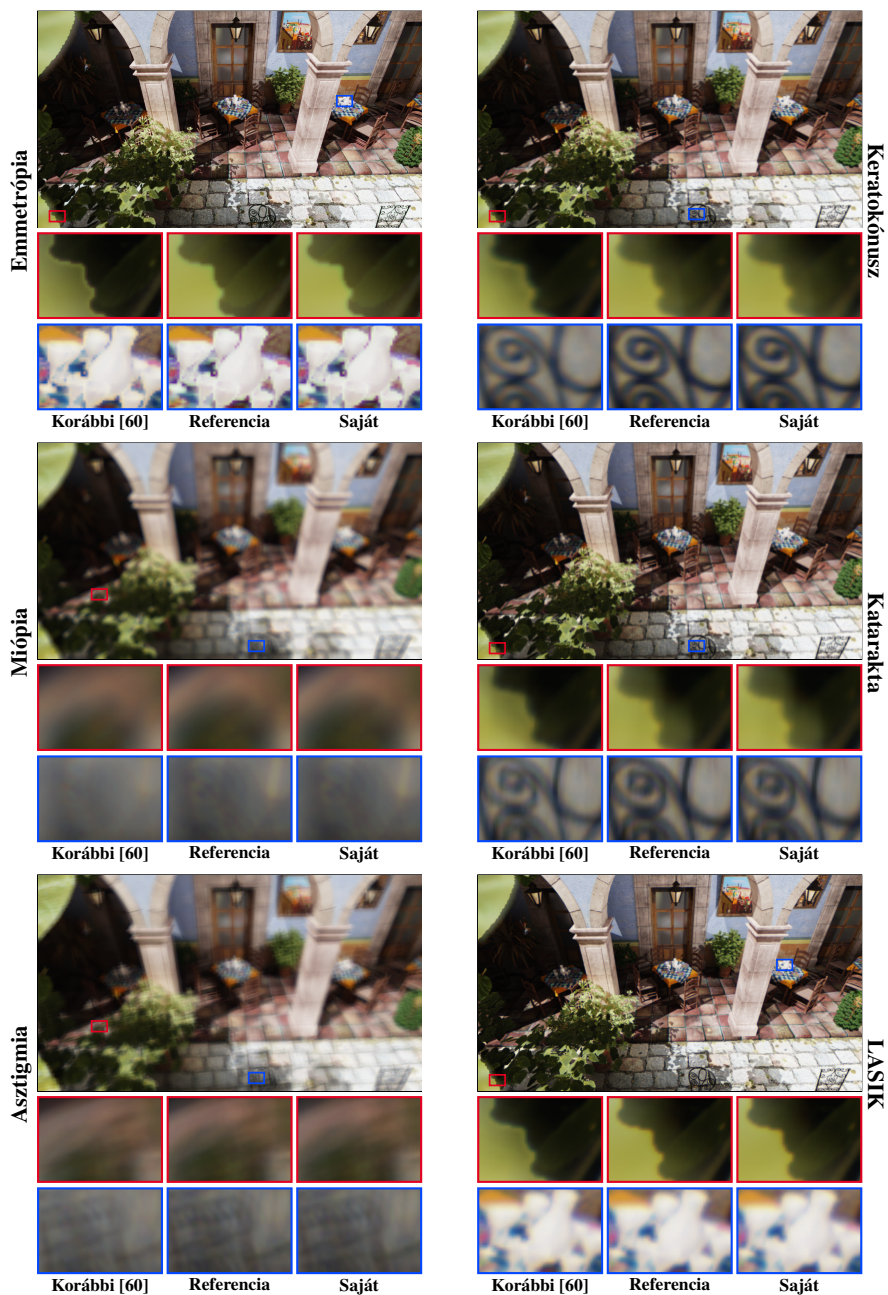 Emmetrópia
Korábbi [60] Referencia Saját
Keratokónusz
Korábbi [60] Referencia Saját
Miópia
Korábbi [60] Referencia Saját
Katarakta
Korábbi [60] Referencia Saját
Asztigmia
Korábbi [60] Referencia Saját
LASIK
Korábbi [60] Referencia Saját